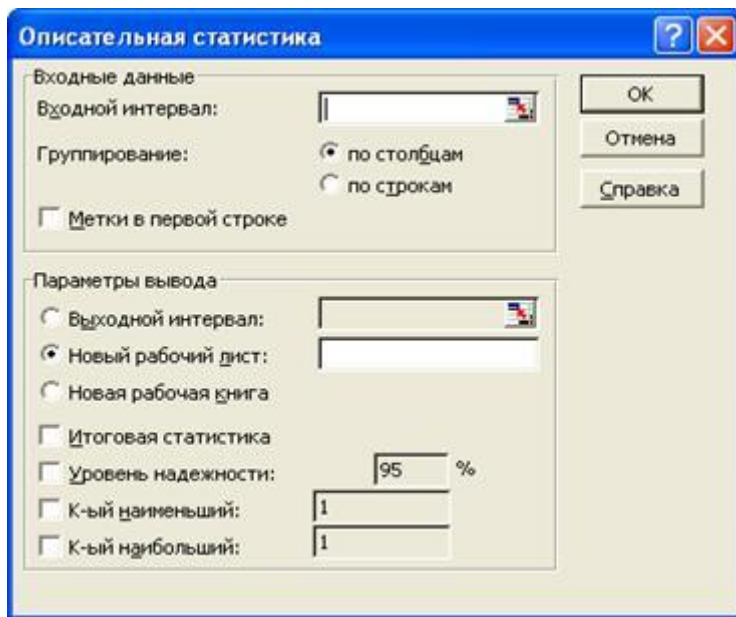 Описательная статистика
Входные данные
Входной интервал:
Группирование:
по столбцам
по строкам
Метки в первой строке
OK
Отмена
Справка
Параметры вывода
Выходной интервал:
Новый рабочий лист:
Новая рабочая книга
Итоговая статистика
Уровень надежности: 95 %
К-ый наименьший: 1
К-ый наибольший: 1